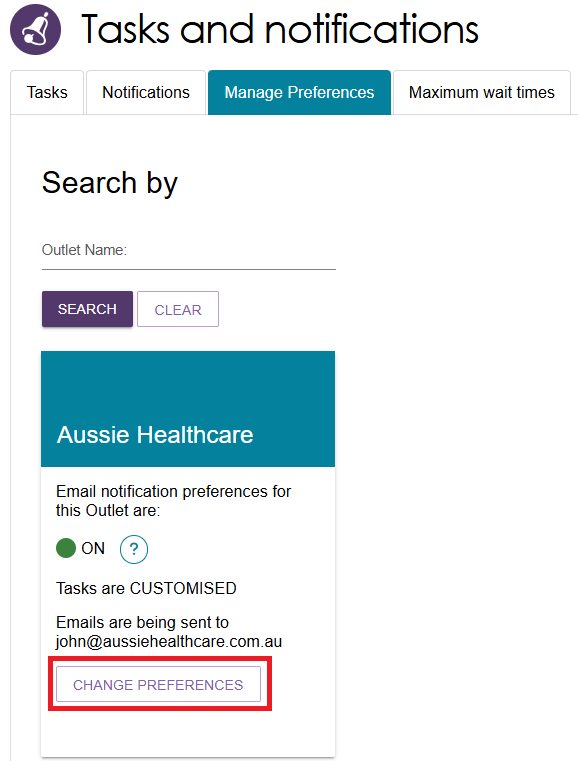 Tasks and notifications
Tasks
Notifications
Manage Preferences
Maximum wait times
Search by
Outlet Name:
SEARCH
CLEAR
Aussie Healthcare
Email notification preferences for
this Outlet are:
ON
?
Tasks are CUSTOMISED
Emails are being sent to
john@aussiehealthcare.com.au
CHANGE PREFERENCES